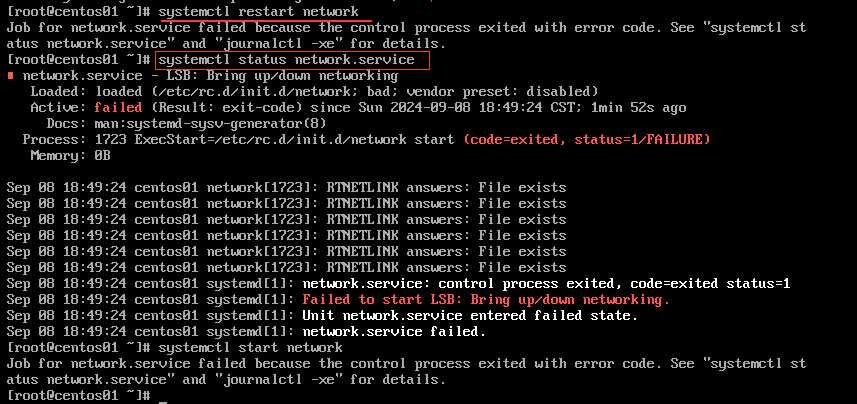 [root@centos01 ~]# systemctl restart network
Job for network.service failed because the control process exited with error code. See "systemctl st
atus network.service" and "journalctl -xe" for details.
[root@centos01 ~]# systemctl status network.service
network.service - LSB: Bring up/down networking
Loaded: loaded (/etc/rc.d/init.d/network; bad; vendor preset: disabled)
Active: failed (Result: exit-code) since Sun 2024-09-08 18:49:24 CST; 1min 52s ago
Docs: man:systemd-sysv-generator(8)
Process: 1723 ExecStart=/etc/rc.d/init.d/network start (code=exited, status=1/FAILURE)
Memory: 0B
Sep 08 18:49:24 centos01 network[1723]: RTNETLINK answers: File exists
Sep 08 18:49:24 centos01 network[1723]: RTNETLINK answers: File exists
Sep 08 18:49:24 centos01 network[1723]: RTNETLINK answers: File exists
Sep 08 18:49:24 centos01 network[1723]: RTNETLINK answers: File exists
Sep 08 18:49:24 centos01 network[1723]: RTNETLINK answers: File exists
Sep 08 18:49:24 centos01 network[1723]: RTNETLINK answers: File exists
Sep 08 18:49:24 centos01 systemd[1]: network.service: control process exited, code=exited status=1
Sep 08 18:49:24 centos01 systemd[1]: Failed to start LSB: Bring up/down networking.
Sep 08 18:49:24 centos01 systemd[1]: Unit network.service entered failed state.
Sep 08 18:49:24 centos01 systemd[1]: network.service failed.
[root@centos01 ~]# systemctl start network
Job for network.service failed because the control process exited with error code. See "systemctl st
atus network.service" and "journalctl -xe" for details.
[root@centos01 ~]# _